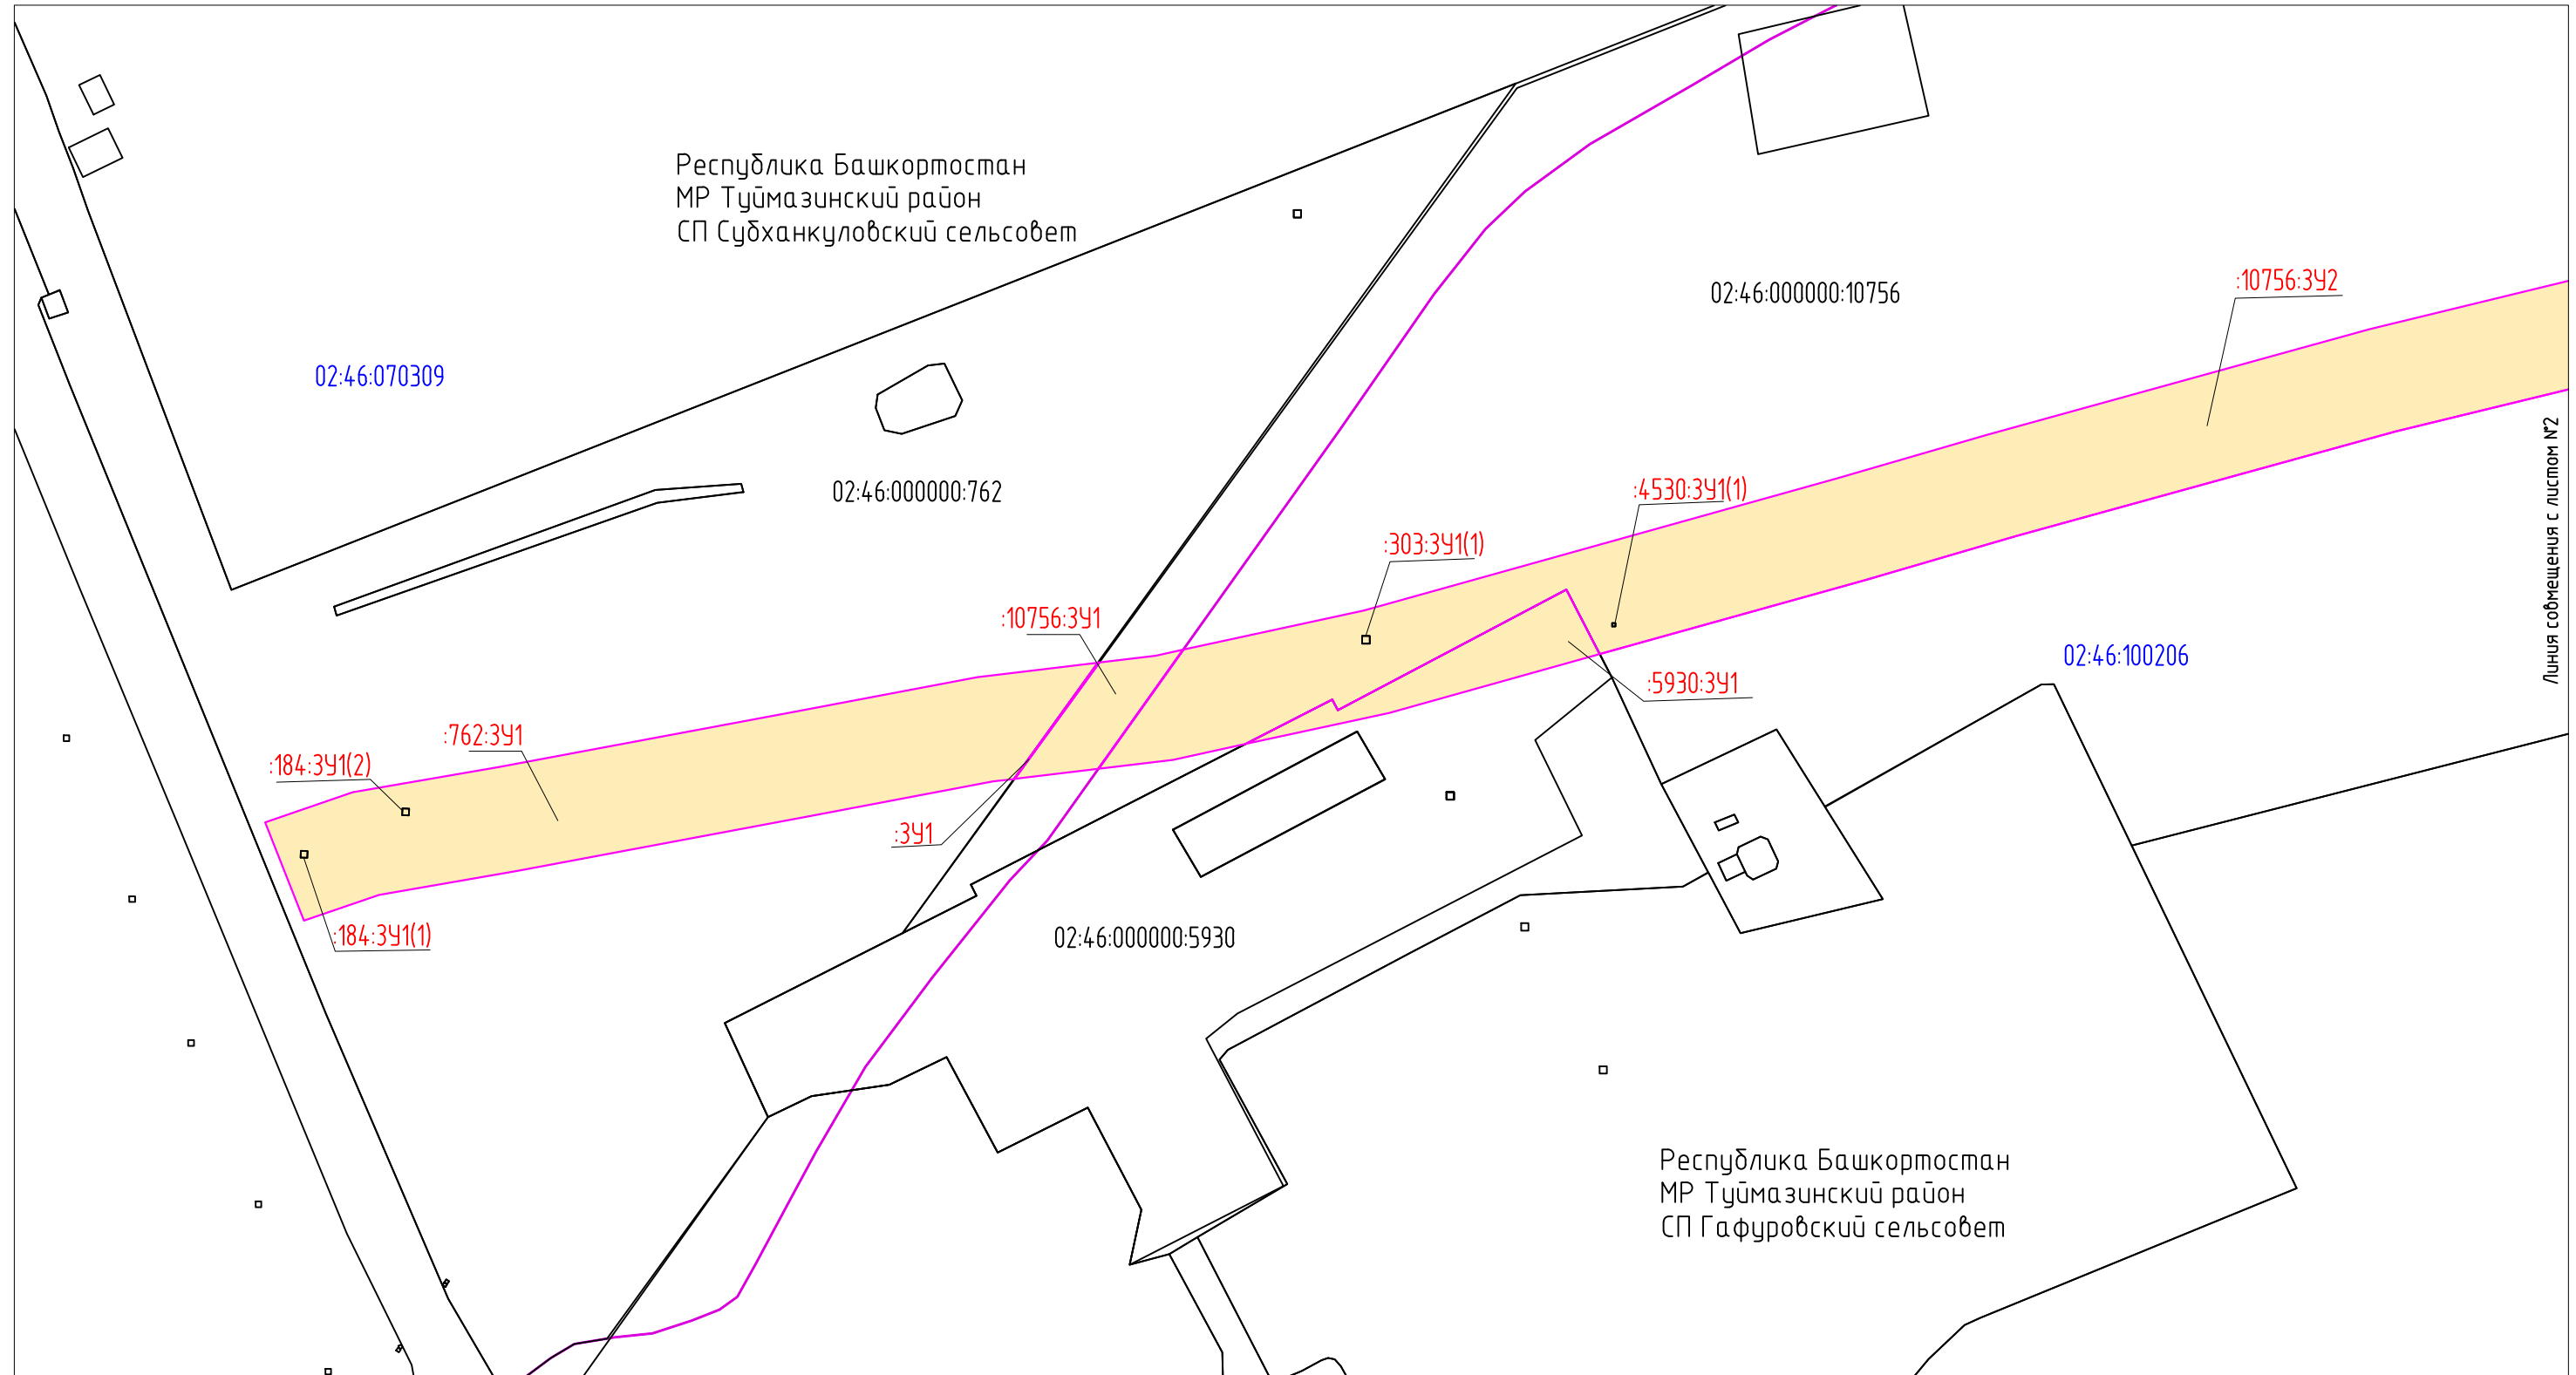 Республика Башкортостан
МР Туймазинский район
СП Субханкуловский сельсовет
:10756:ЗУ2
02:46:000000:10756
02:46:070309
02:46:000000:762
:4530:ЗУ1(1)
:303:ЗУ1(1)
Линия совмещения с листом №2
:10756:ЗУ1
02:46:100206
:5930:ЗУ1
:762:ЗУ1
:184:ЗУ1(2)
:ЗУ1
:184:ЗУ1(1)
02:46:000000:5930
Республика Башкортостан
МР Туймазинский район
СП Гафуровский сельсовет